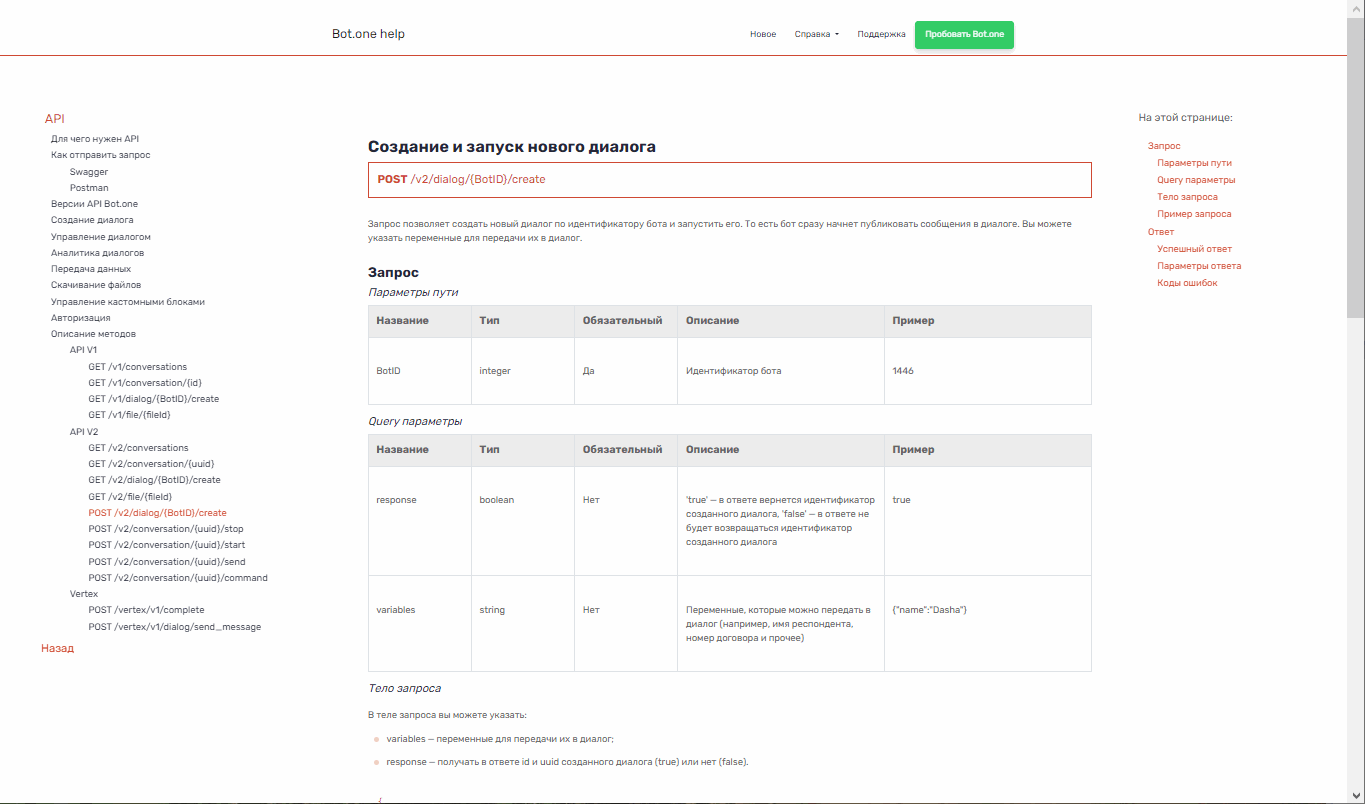 Bot.one help
Новое
Справка
Поддержка
Пробовать Bot.one
API
Для чего нужен API
Как отправить запрос
Swagger
Postman
Версии API Bot.one
Создание диалога
Управление диалогом
Аналитика диалогов
Передача данных
Скачивание файлов
Управление кастомными блоками
Авторизация
Описание методов
API V1
GET /v1/conversations
GET /v1/conversation/{id}
GET /v1/dialog/{BotID}/create
GET /v1/file/{fileId}
API V2
GET /v2/conversations
GET /v2/conversation/{uuid}
GET /v2/dialog/{BotID}/create
GET /v2/file/{fileId}
POST /v2/dialog/{BotID}/create
POST /v2/conversation/{uuid}/stop
POST /v2/conversation/{uuid}/start
POST /v2/conversation/{uuid}/send
POST /v2/conversation/{uuid}/command
Vertex
POST /vertex/v1/complete
POST /vertex/v1/dialog/send_message
Назад
Создание и запуск нового диалога
POST /v2/dialog/{BotID}/create
Запрос позволяет создать новый диалог по идентификатору бота и запустить его. То есть бот сразу начнет публиковать сообщения в диалоге. Вы можете
указать переменные для передачи их в диалог.
Запрос
Параметры пути
Название Тип Обязательный Описание Пример
BotID integer Да Идентификатор бота 1446
Query параметры
Название Тип Обязательный Описание Пример
response boolean Нет 'true' — в ответе вернется идентификатор true
созданного диалога, 'false' — в ответе не
будет возвращаться идентификатор
созданного диалога
variables string Нет Переменные, которые можно передать в {"name":"Dasha"}
диалог (например, имя респондента,
номер договора и прочее)
Тело запроса
В теле запроса вы можете указать:
variables — переменные для передачи их в диалог;
response — получать в ответе id и uuid созданного диалога (true) или нет (false).
{
На этой странице:
Запрос
Параметры пути
Query параметры
Тело запроса
Пример запроса
Ответ
Успешный ответ
Параметры ответа
Коды ошибок